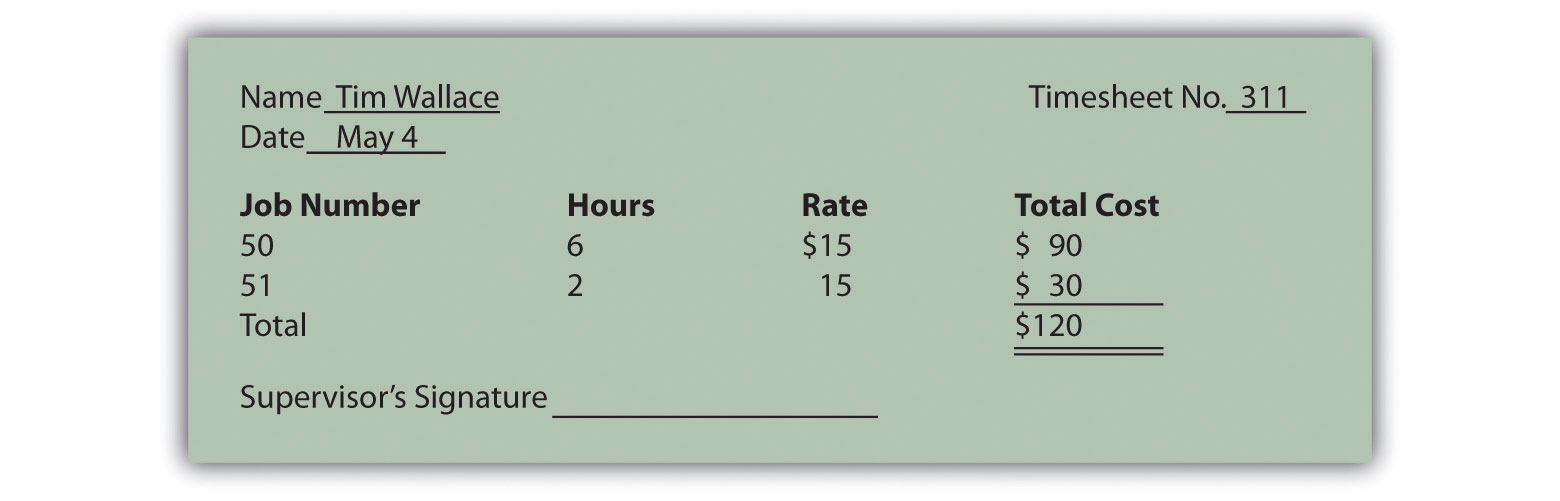 Name Tim Wallace Timesheet No. 311
Date May 4
Job Number Hours Rate Total Cost
50 6 $15 $ 90
51 2 15 $ 30
Total $120
Supervisor’s Signature